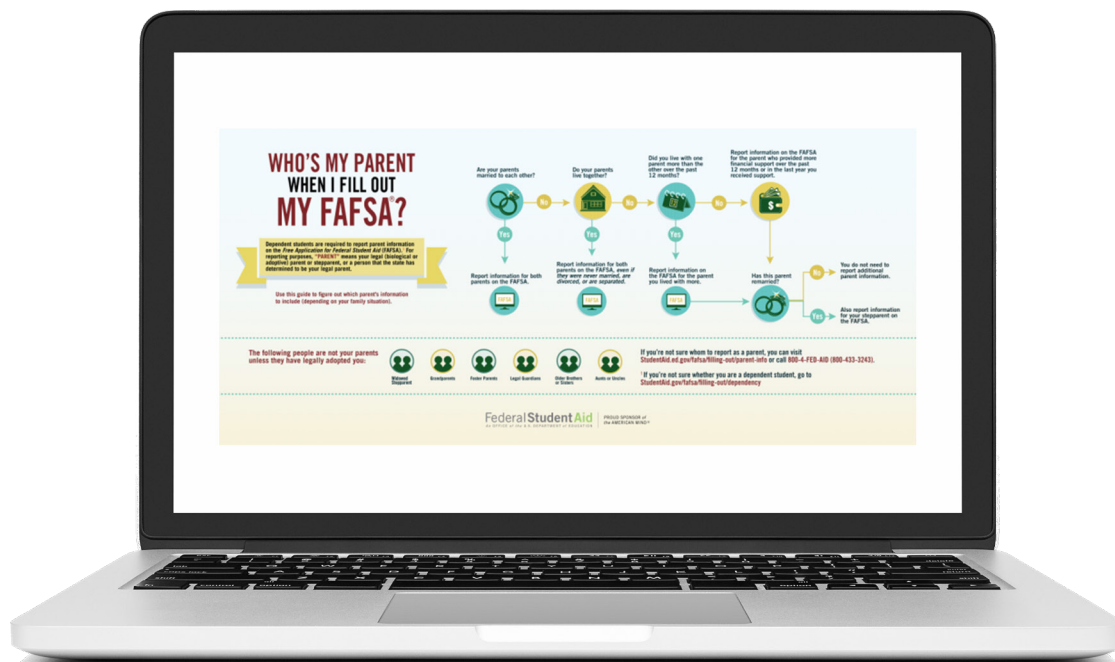 WHO'S MY PARENT
WHEN I FILL OUT
MY FAFSA®?
Dependent students are required to report parent information
on the Free Application for Federal Student Aid (FAFSA).† For
reporting purposes, "PARENT" means your legal (biological or
adoptive) parent or stepparent, or a person that the state has
determined to be your legal parent.
Use this guide to figure out which parent's information
to include (depending on your family situation).
Are your parents
married to each other?
No
Do your parents
live together?
No
Did you live with one
parent more than the
other over the past
12 months?
No
Report information on the FAFSA
for the parent who provided more
financial support over the past
12 months or in the last year you
received support.
Yes
Yes
Yes
Report information for both
parents on the FAFSA.
FAFSA
Report information for both
parents on the FAFSA, even if
they were never married, are
divorced, or are separated.
FAFSA
Report information on
the FAFSA for the parent
you lived with more.
FAFSA
Has this parent
remarried?
No
You do not need to
report additional
parent information.
Yes
Also report information
for your stepparent on
the FAFSA.
The following people are not your parents
unless they have legally adopted you:
Widowed
Stepparent
Grandparents
Foster Parents
Legal Guardians
Older Brothers
or Sisters
Aunts or Uncles
If you're not sure whom to report as a parent, you can visit
StudentAid.ed.gov/fafsa/filling-out/parent-info or call 800-4-FED-AID (800-433-3243).
† If you're not sure whether you are a dependent student, go to
StudentAid.gov/fafsa/filling-out/dependency
Federal Student Aid
An OFFICE of the U.S. DEPARTMENT of EDUCATION
PROUD SPONSOR of
the AMERICAN MIND®